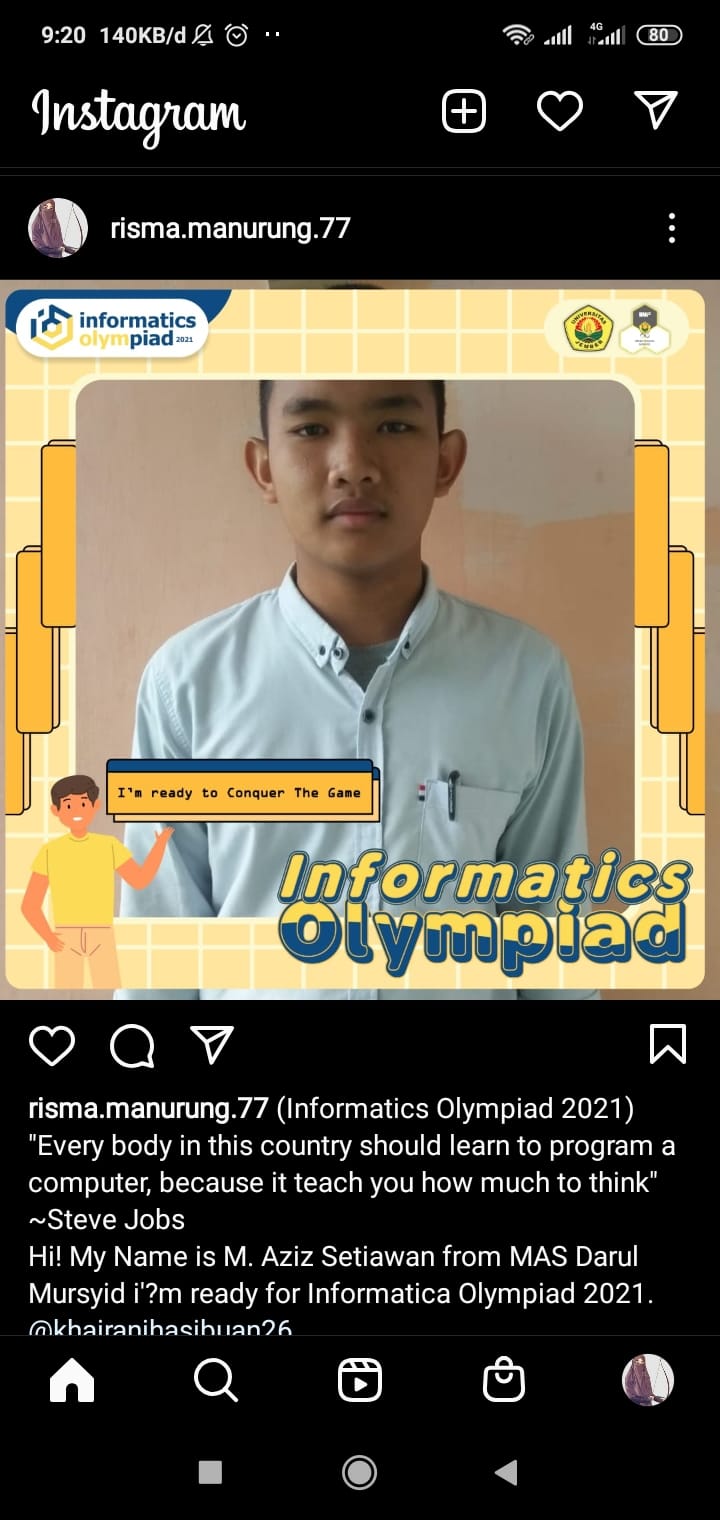 9:20 140KB/d
4G
80
Instagram
risma.manurung.77
informatics
olympiad 2021
UNIVERSITAS
JEMBER
I'm ready to Conquer The Game
Informatics
Olympiad
risma.manurung.77 (Informatics Olympiad 2021)
"Every body in this country should learn to program a
computer, because it teach you how much to think"
~Steve Jobs
Hi! My Name is M. Aziz Setiawan from MAS Darul
Mursyid i'?m ready for Informatica Olympiad 2021.
@khairanihasibuan26